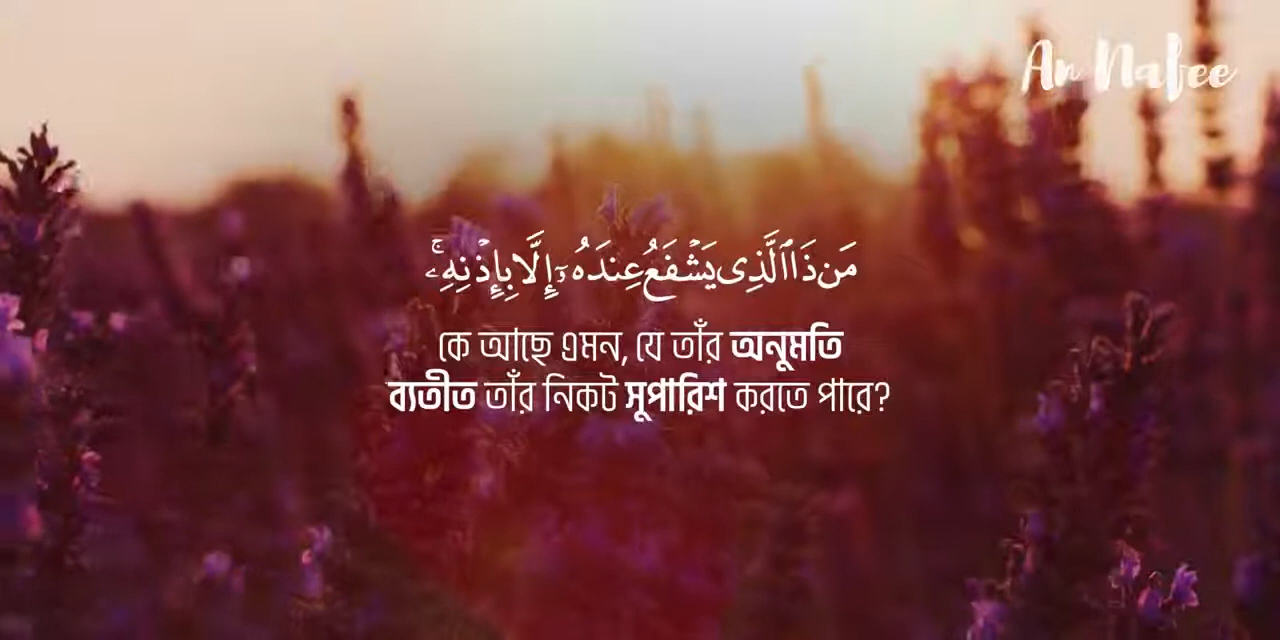 An Nafee
مَن ذَا ٱلَّذِى يَشْفَعُ عِندَهُۥٓ إِلَّا بِإِذْنِهِۦ ۚ
কে আছে এমন, যে তাঁর অনুমতি
ব্যতীত তাঁর নিকট সুপারিশ করতে পারে?